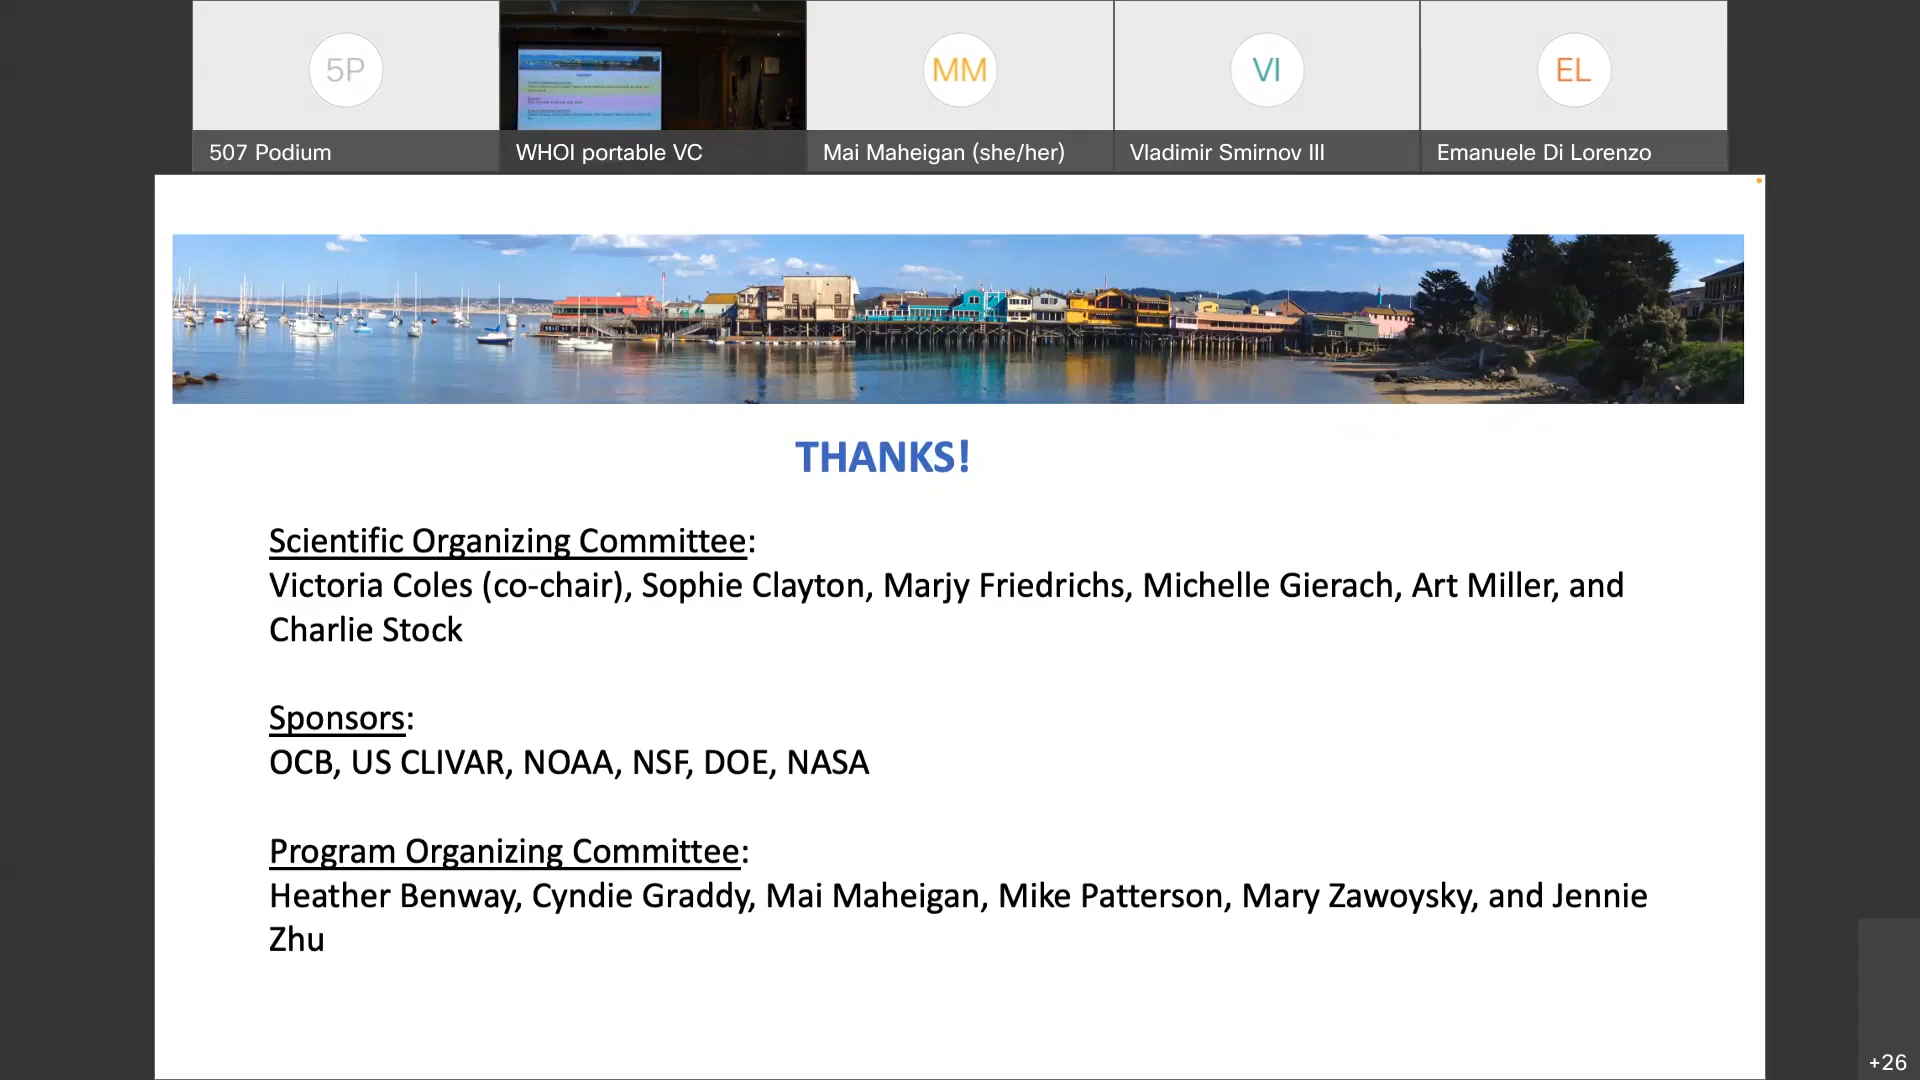 5P
MM
VI
EL
507 Podium
WHOI portable VC
Mai Maheigan (she/her)
Vladimir Smirnov III
Emanuele Di Lorenzo
THANKS!
Scientific Organizing Committee:
Victoria Coles (co-chair), Sophie Clayton, Marjy Friedrichs, Michelle Gierach, Art Miller, and
Charlie Stock
Sponsors:
OCB, US CLIVAR, NOAA, NSF, DOE, NASA
Program Organizing Committee:
Heather Benway, Cyndie Graddy, Mai Maheigan, Mike Patterson, Mary Zawoysky, and Jennie
Zhu
+26